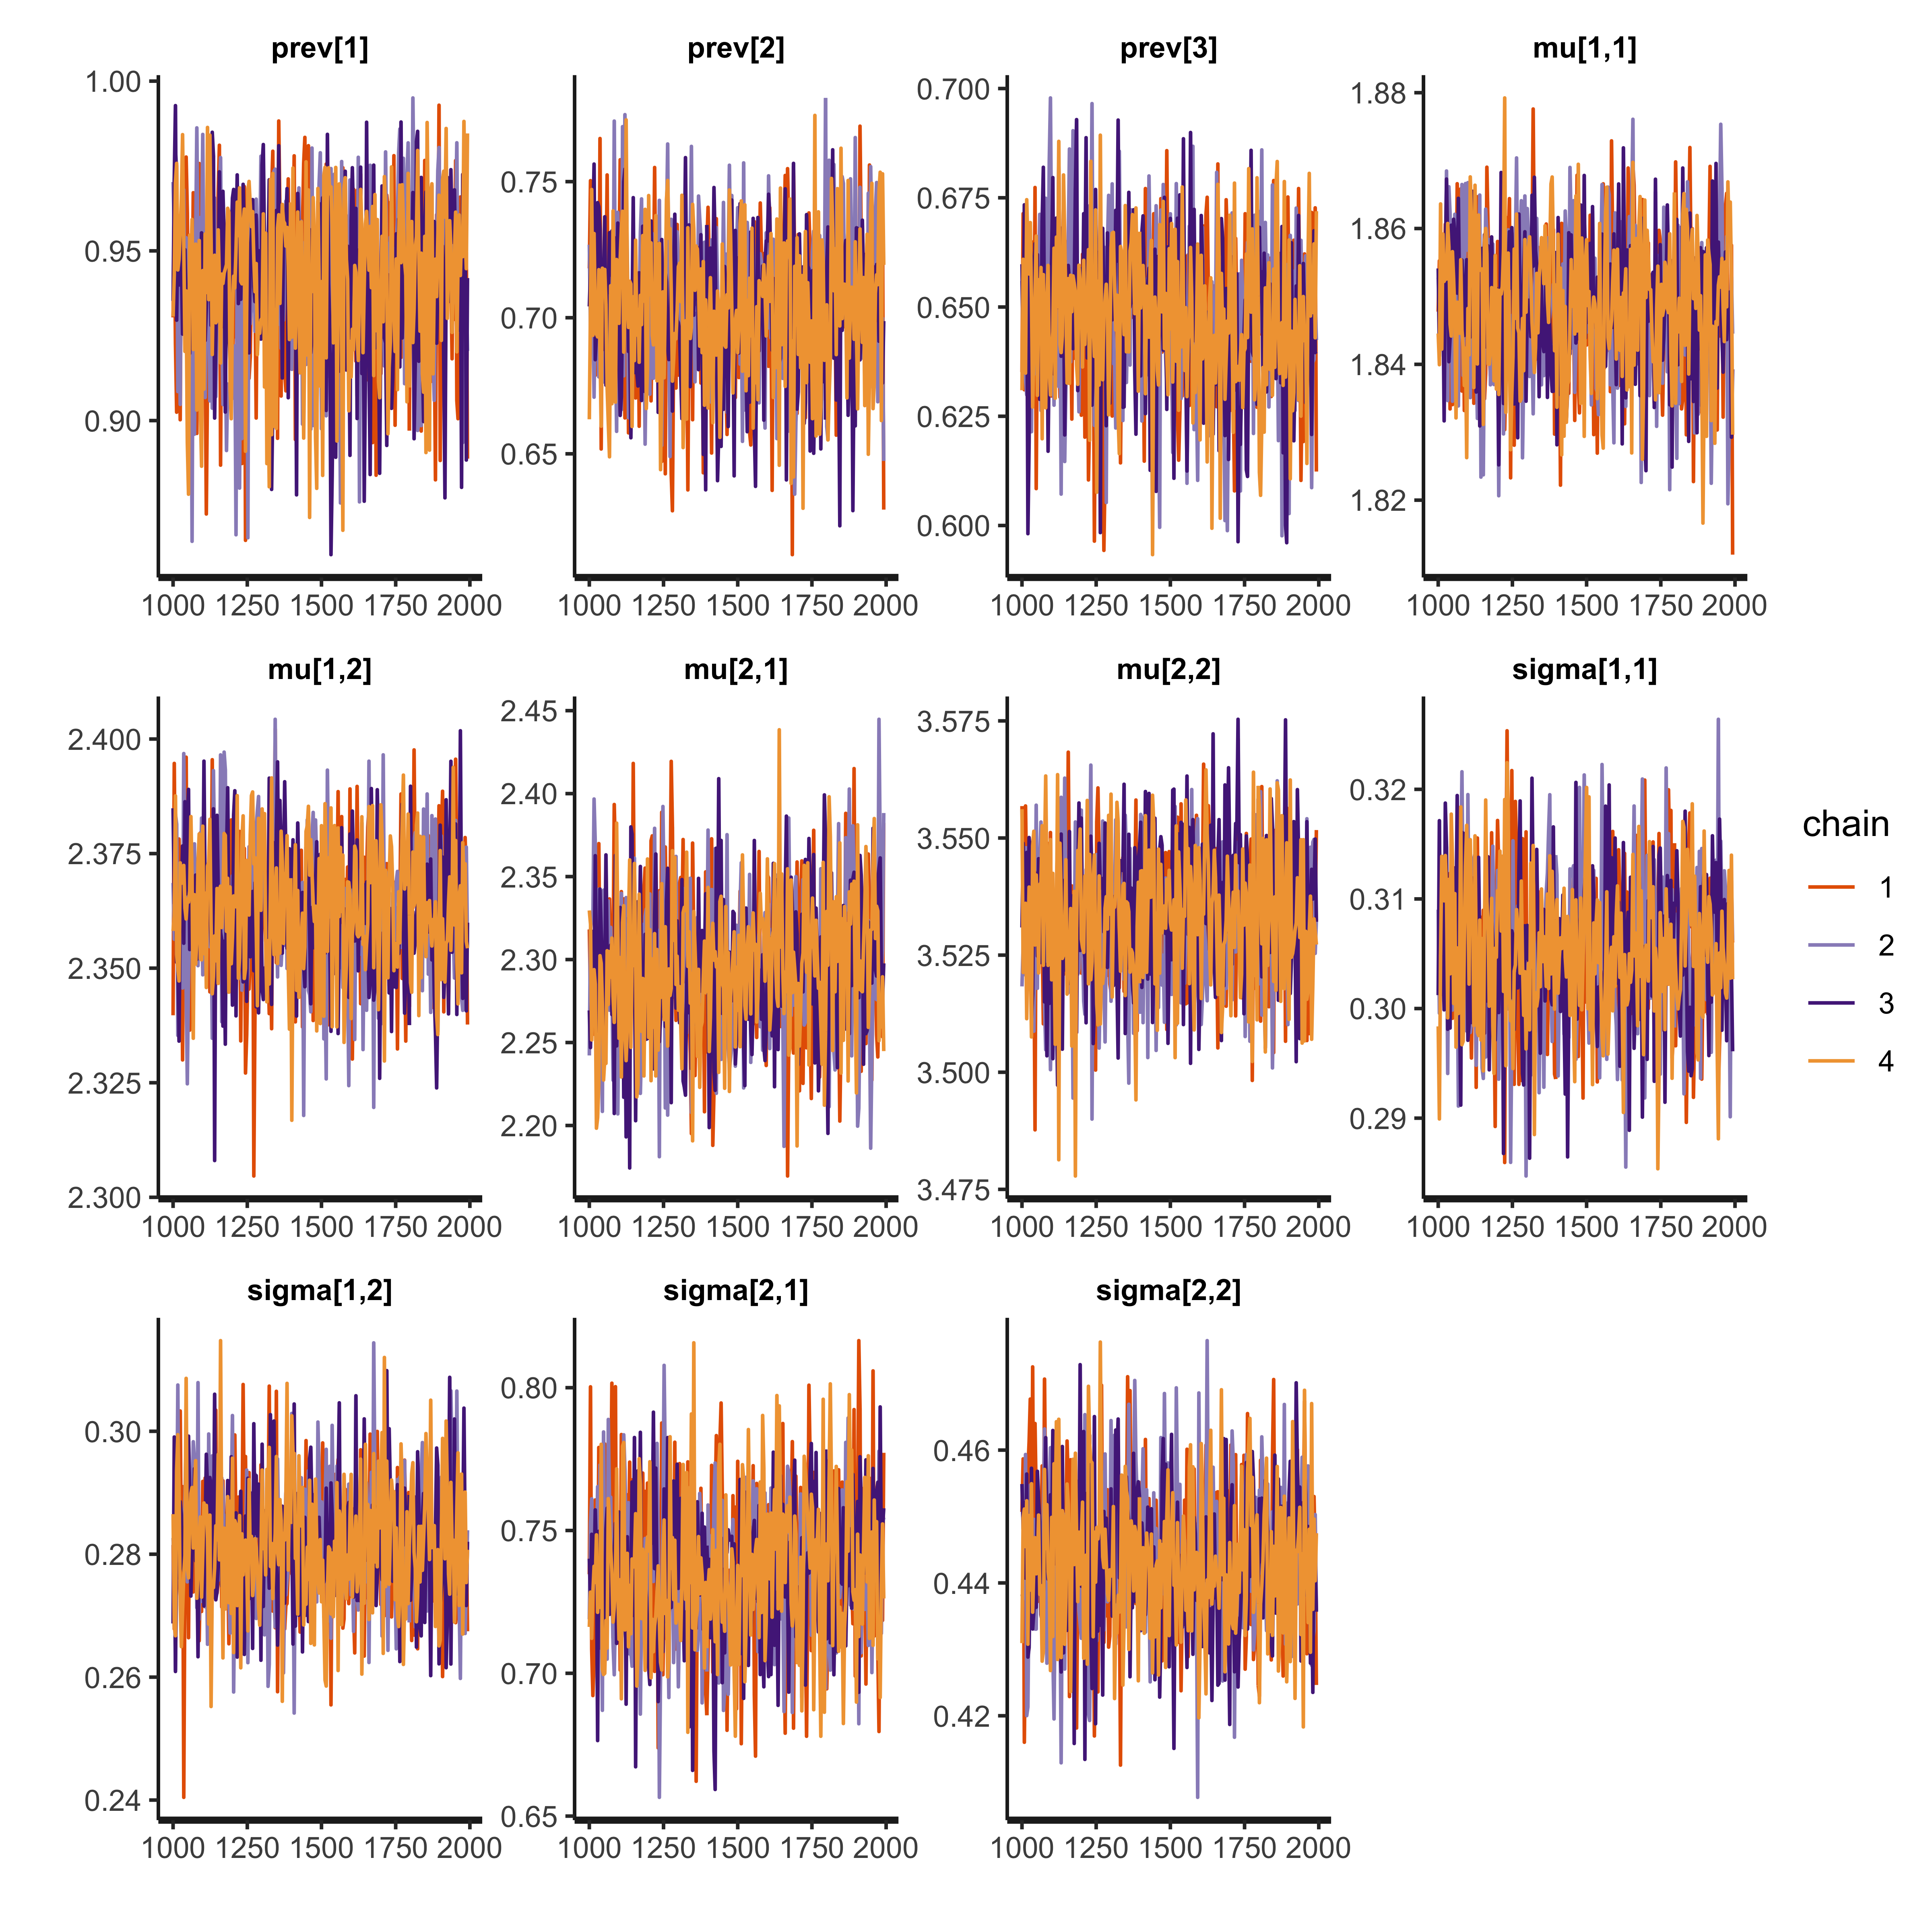 prev[1] prev[2] prev[3] mu[1,1]
1.00 0.95 0.90
0.75 0.70 0.65
0.700 0.675 0.650 0.625 0.600
1.88 1.86 1.84 1.82
1000 1250 1500 1750 2000 1000 1250 1500 1750 2000 1000 1250 1500 1750 2000 1000 1250 1500 1750 2000
mu[1,2] mu[2,1] mu[2,2] sigma[1,1]
2.400 2.375 2.350 2.325 2.300
2.45 2.40 2.35 2.30 2.25 2.20
3.575 3.550 3.525 3.500 3.475
0.32 0.31 0.30 0.29
1000 1250 1500 1750 2000 1000 1250 1500 1750 2000 1000 1250 1500 1750 2000 1000 1250 1500 1750 2000
chain
1
2
3
4
sigma[1,2] sigma[2,1] sigma[2,2]
0.30 0.28 0.26 0.24
0.80 0.75 0.70 0.65
0.46 0.44 0.42
1000 1250 1500 1750 2000 1000 1250 1500 1750 2000 1000 1250 1500 1750 2000